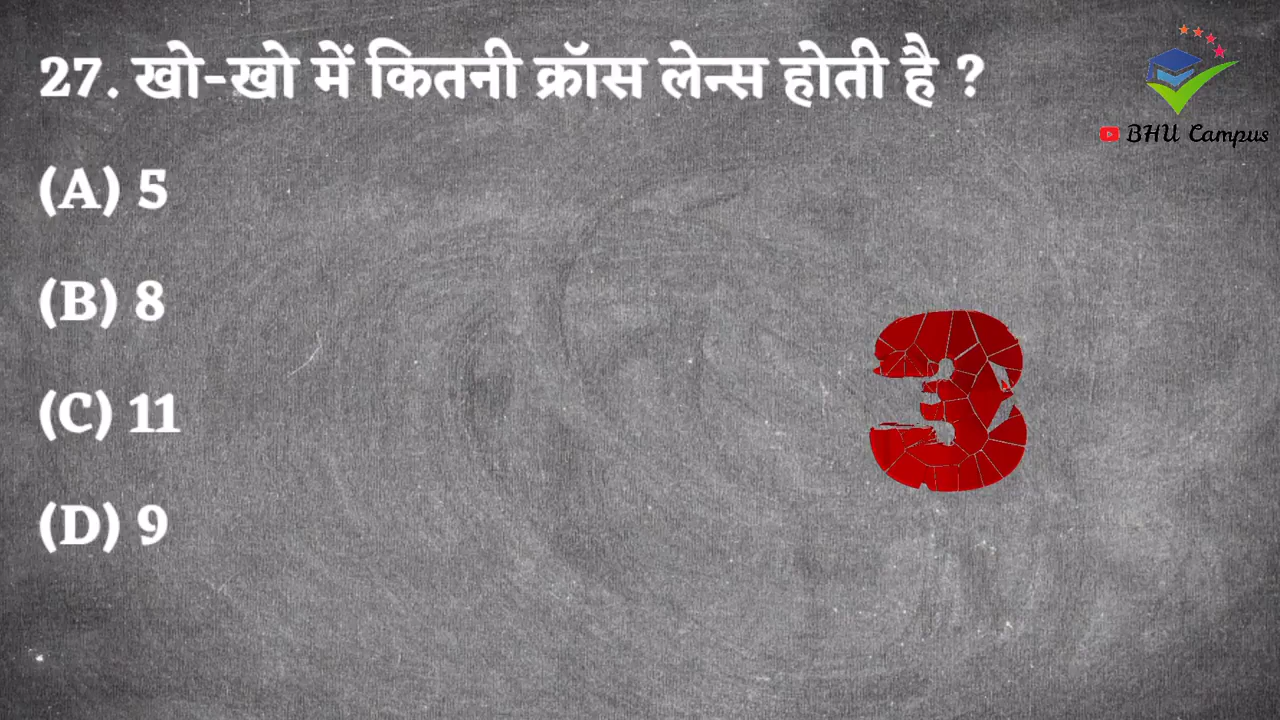 27. खो-खो में कितनी क्रॉस लेन्स होती है ?
BHU Campus
(A) 5
(B) 8
(C) 11
(D) 9
3